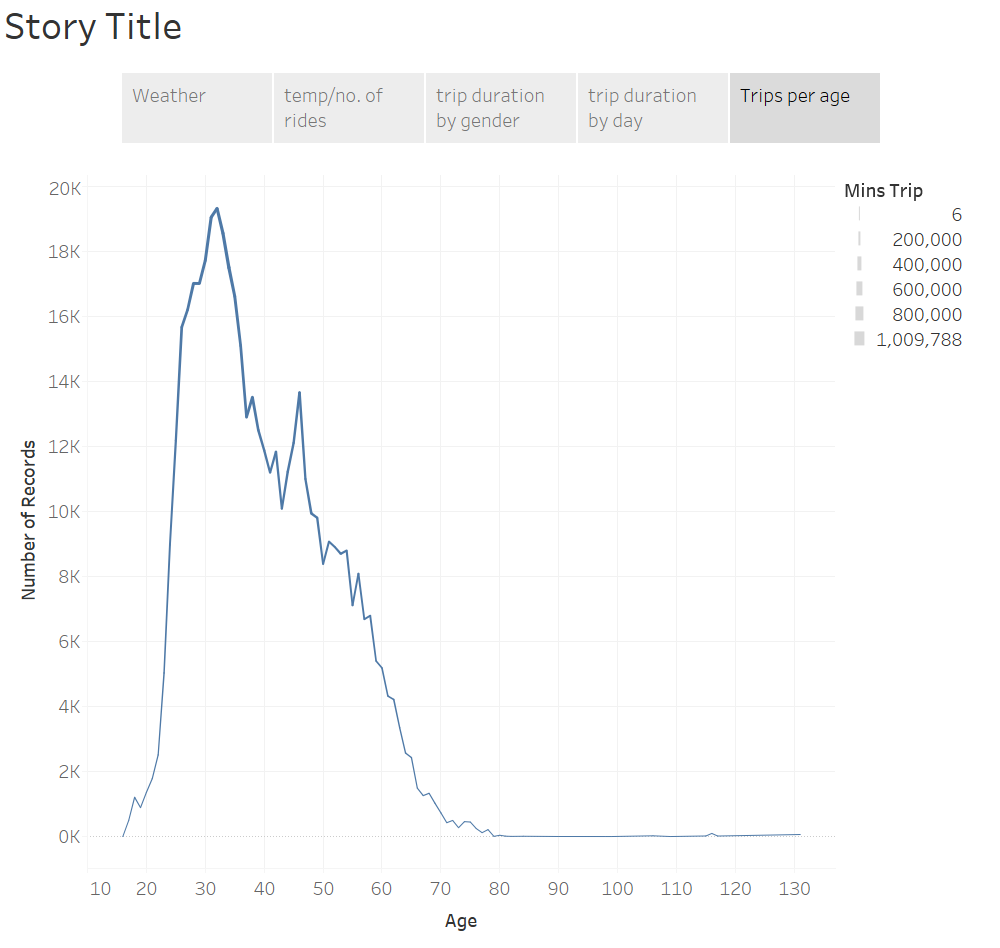 Story Title
Weather
temp/no. of
rides
trip duration
by gender
trip duration
by day
Trips per age
Mins Trip
6
200,000
400,000
600,000
800,000
1,009,788
Number of Records
20K
18K
16K
14K
12K
10K
8K
6K
4K
2K
0K
10 20 30 40 50 60 70 80 90 100 110 120 130
Age